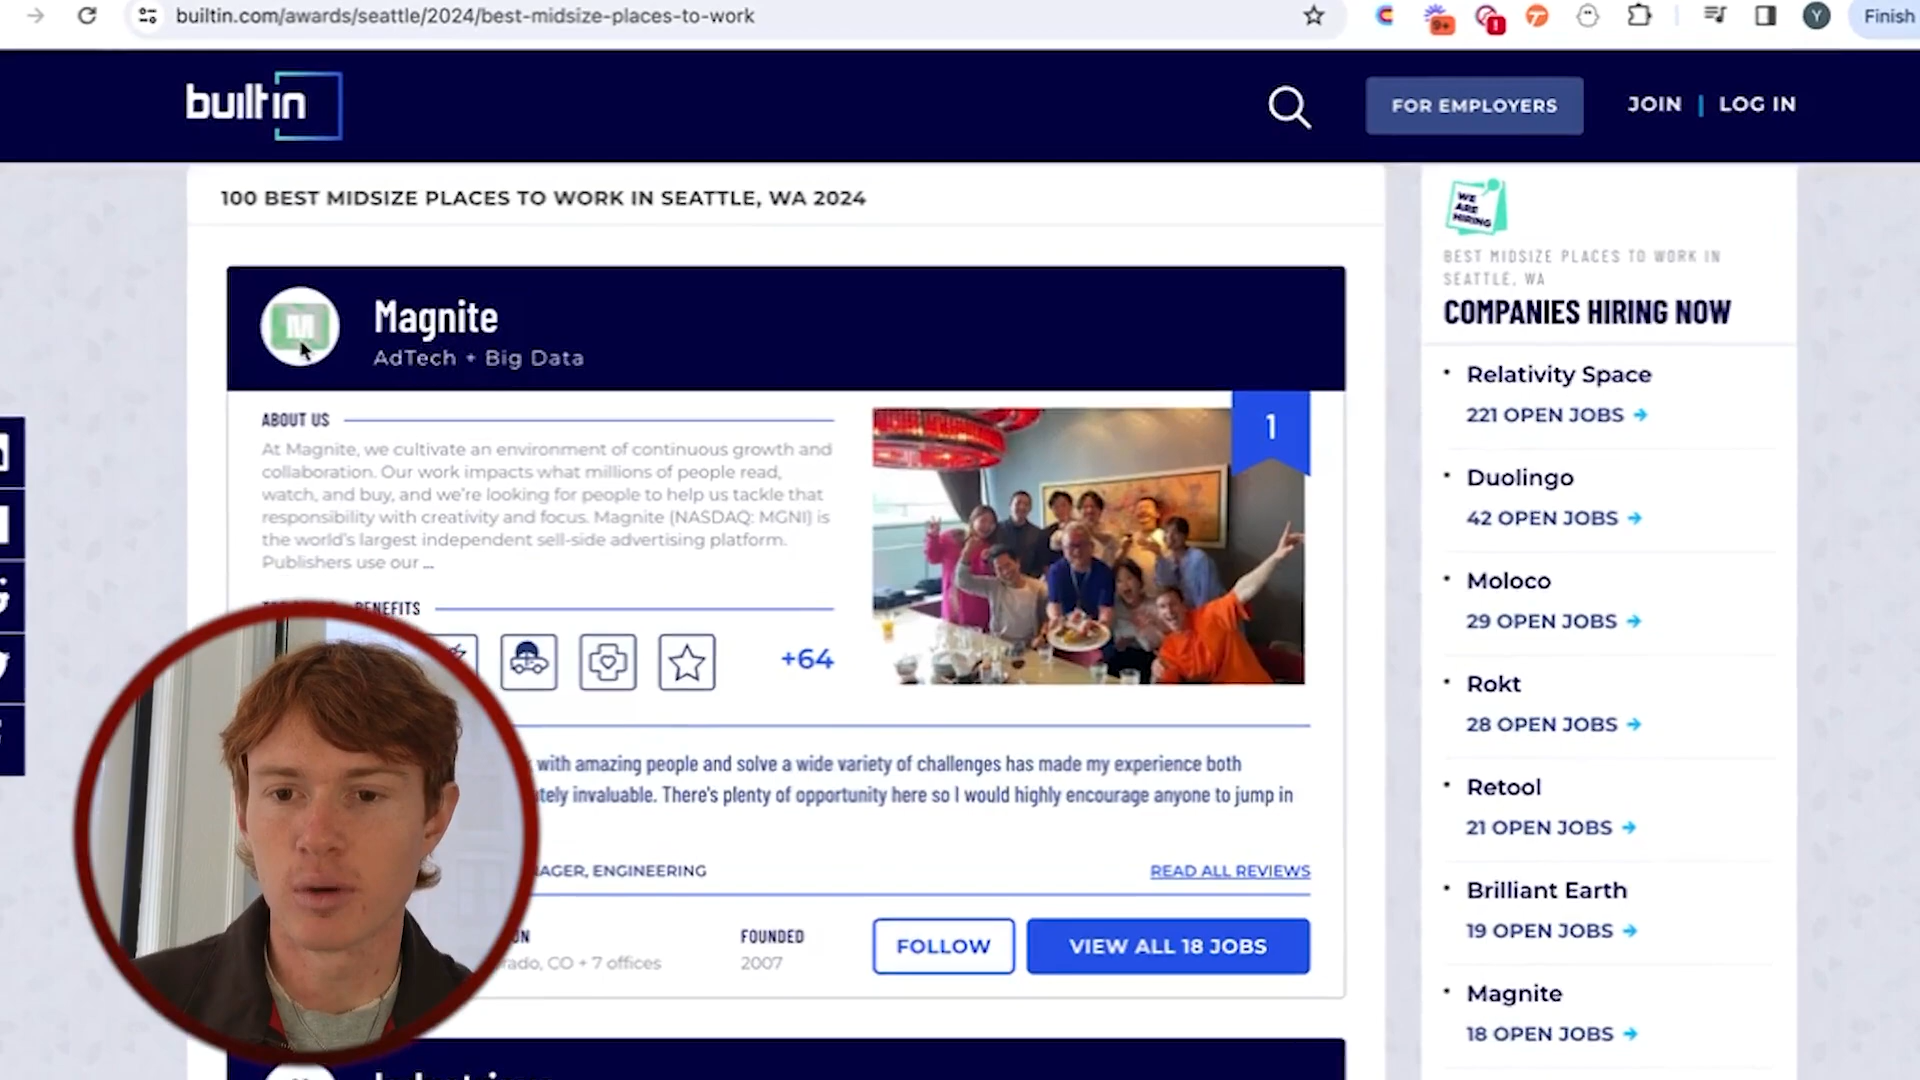 builtin.com/awards/seattle/2024/best-midsize-places-to-work
9+
1
Y
Finish
builtin
FOR EMPLOYERS
JOIN | LOG IN
100 BEST MIDSIZE PLACES TO WORK IN SEATTLE, WA 2024
M
Magnite
AdTech + Big Data
1
ABOUT US
At Magnite, we cultivate an environment of continuous growth and
collaboration. Our work impacts what millions of people read,
watch, and buy, and we're looking for people to help us tackle that
responsibility with creativity and focus. Magnite (NASDAQ: MGNI) is
the world's largest independent sell-side advertising platform.
Publishers use our ...
BENEFITS
+64
with amazing people and solve a wide variety of challenges has made my experience both
invaluable. There's plenty of opportunity here so I would highly encourage anyone to jump in
ENGINEERING
READ ALL REVIEWS
CO + 7 offices
FOUNDED
2007
FOLLOW
VIEW ALL 18 JOBS
WE
ARE
HIRING
BEST MIDSIZE PLACES TO WORK IN
SEATTLE, WA
COMPANIES HIRING NOW
Relativity Space
221 OPEN JOBS →
Duolingo
42 OPEN JOBS →
Moloco
29 OPEN JOBS →
Rokt
28 OPEN JOBS →
Retool
21 OPEN JOBS →
Brilliant Earth
19 OPEN JOBS →
Magnite
18 OPEN JOBS →